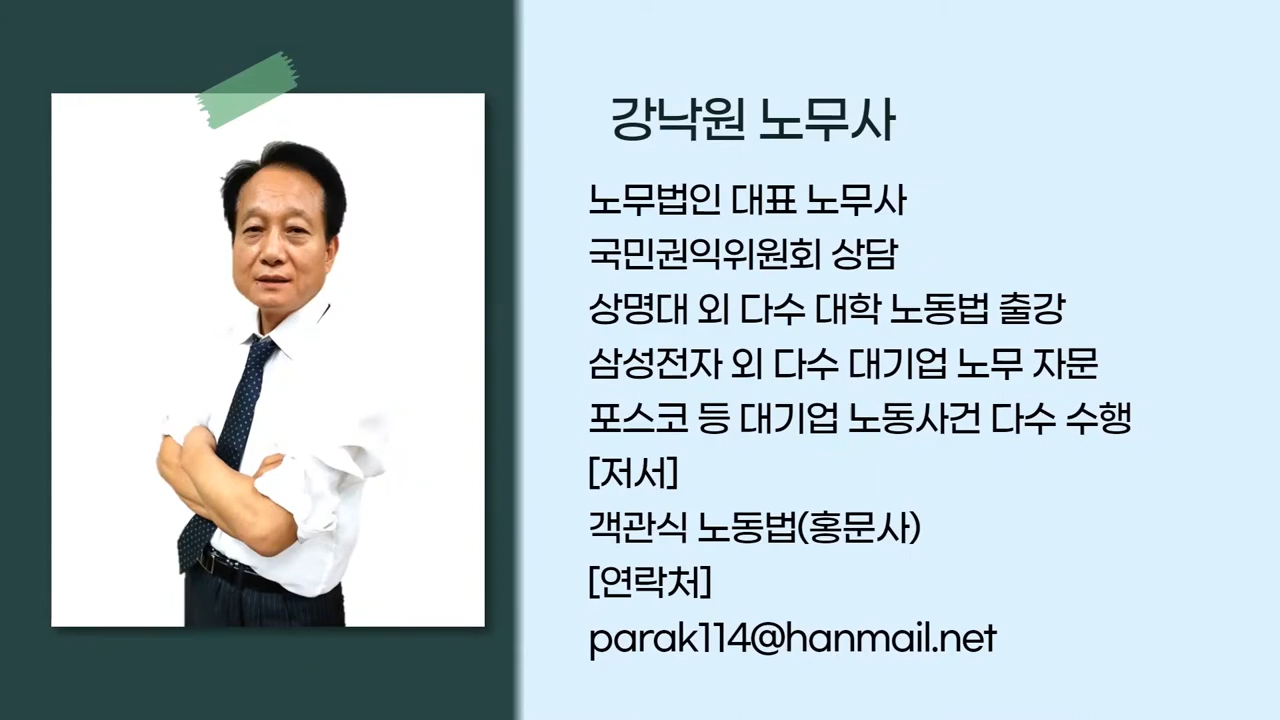 강낙원 노무사
노무법인 대표 노무사
국민권익위원회 상담
상명대 외 다수 대학 노동법 출강
삼성전자 외 다수 대기업 노무 자문
포스코 등 대기업 노동사건 다수 수행
[저서]
객관식 노동법(홍문사)
[연락처]
parak114@hanmail.net